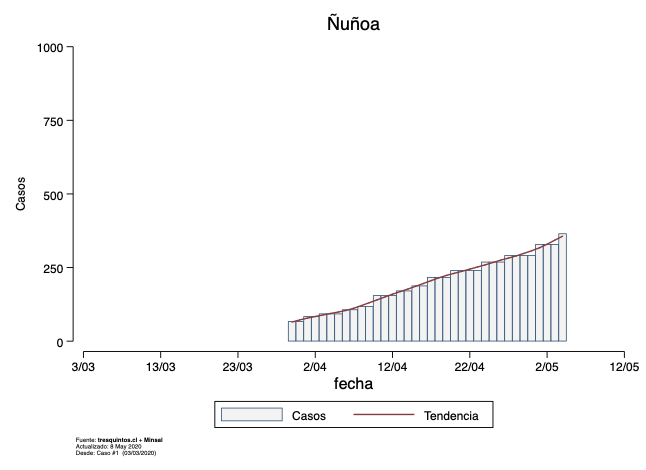 Ñuñoa
1000
750
500
250
0
Casos
3/03 13/03 23/03 2/04 12/04 22/04 2/05 12/05
fecha
Casos Tendencia
Fuente: tresquintos.cl + Minsal
Actualizado: 8 May 2020
Desde: Caso #1 (03/03/2020)